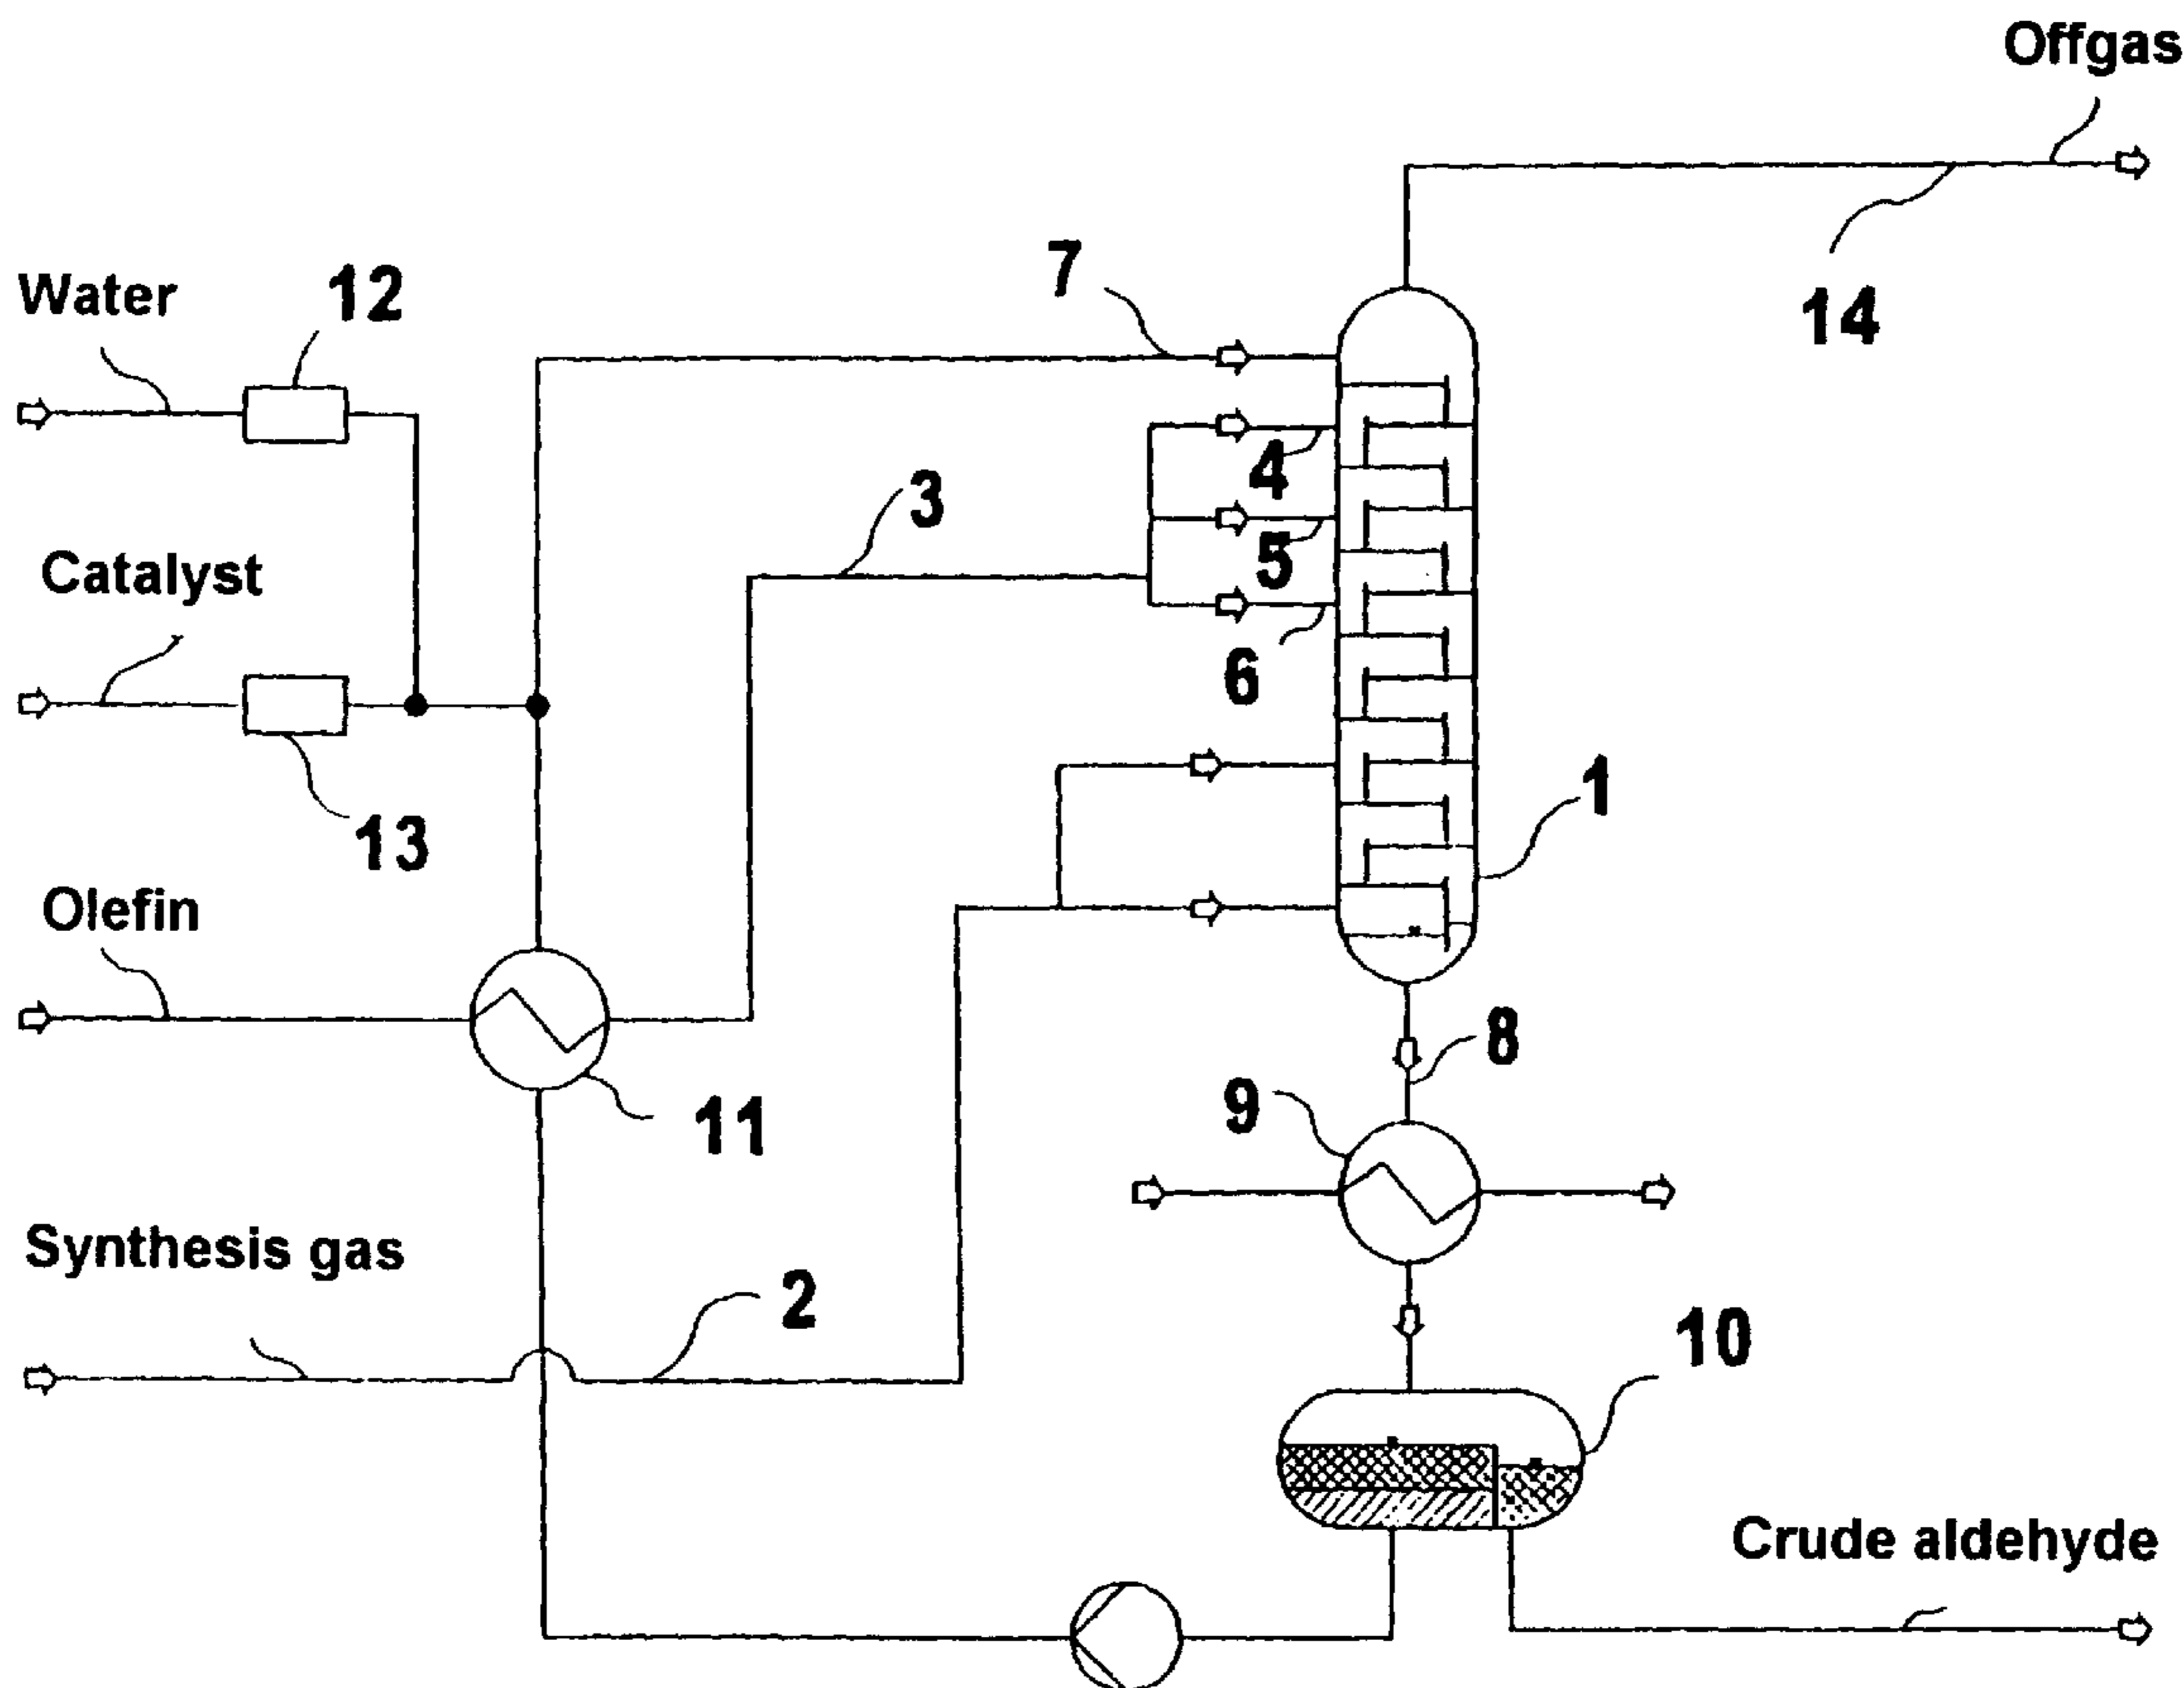 Offgas
14
7
Water
12
4
3
5
Catalyst
6
1
13
Olefin
8
9
11
Synthesis gas
2
10
Crude aldehyde